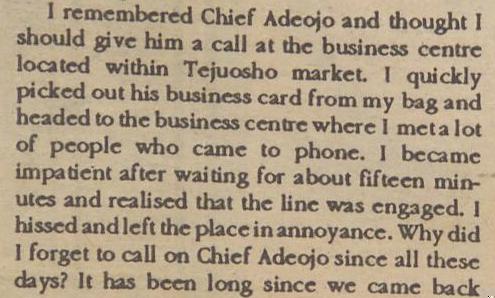 I remembered Chief Adeojo and thought I
should give him a call at the business centre
located within Tejuosho market. I quickly
picked out his business card from my bag and
headed to the business centre where I met a lot
of people who came to phone. I became
impatient after waiting for about fifteen min-
utes and realised that the line was engaged. I
hissed and left the place in annoyance. Why did
I forget to call on Chief Adeojo since all these
days? It has been long since we came back